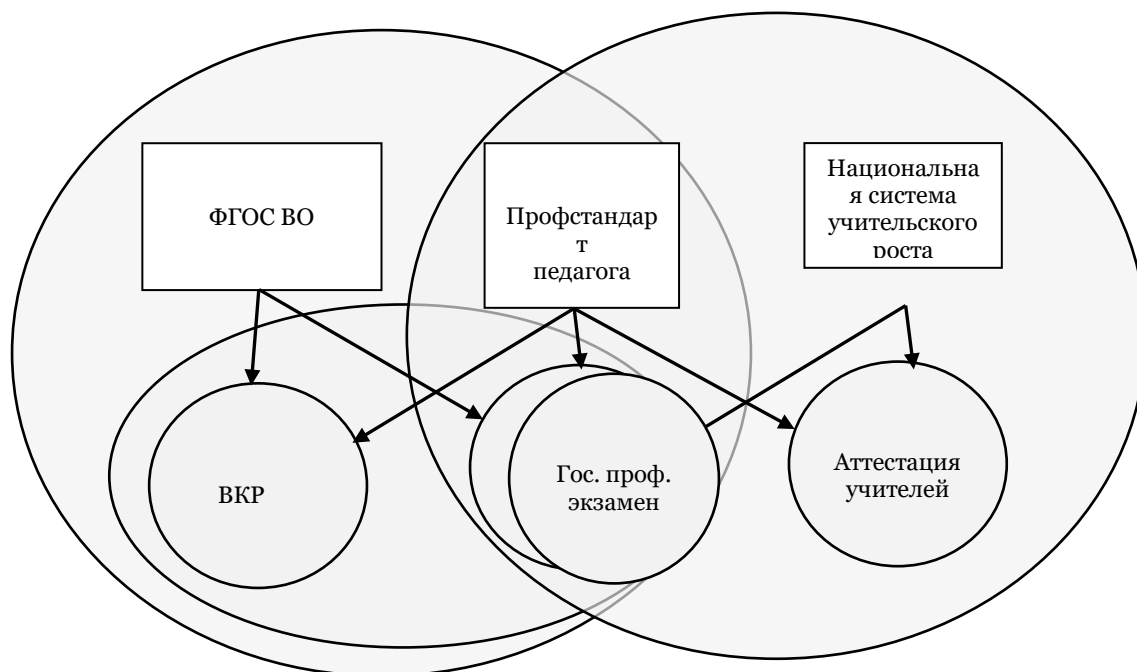 ФГОС ВО
Профстандар
т
педагога
Национальна
я система
учительского
роста
ВКР
Гос. проф.
экзамен
Аттестация
учителей